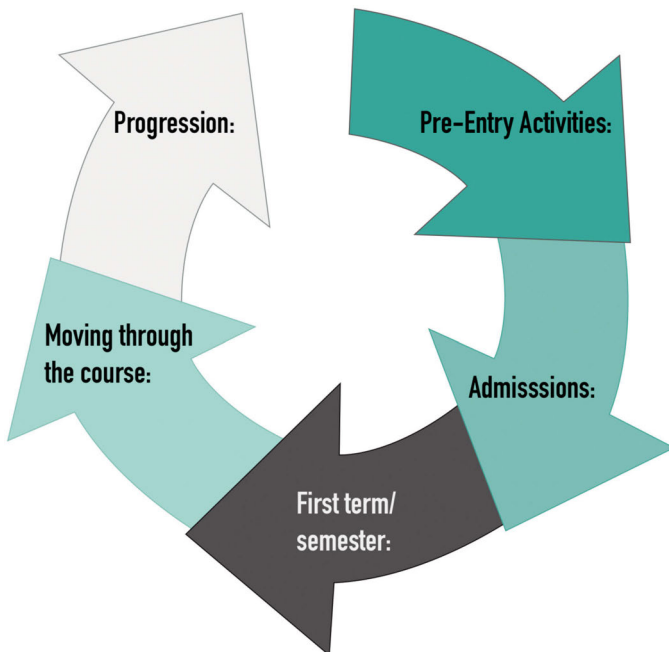 Pre-Entry Activities:
Admisssions:
First term/
semester:
Moving through
the course:
Progression: